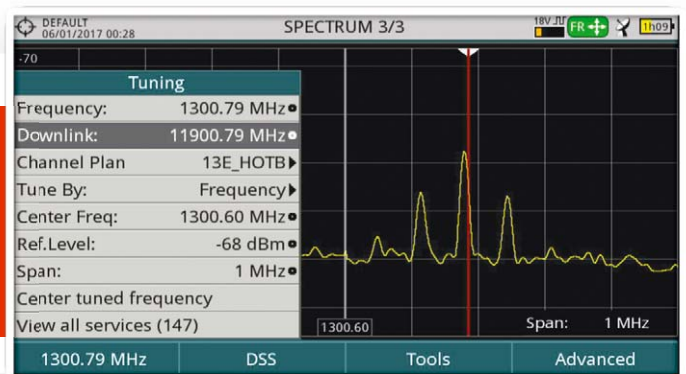 DEFAULT
06/01/2017 00:28
SPECTRUM 3/3
18V
FR
1h09
-70
Tuning
Frequency: 1300.79 MHz
Downlink: 11900.79 MHz
Channel Plan 13E_HOTB
Tune By: Frequency
Center Freq: 1300.60 MHz
Ref.Level: -68 dBm
Span: 1 MHz
Center tuned frequency
View all services (147)
1300.60
Span: 1 MHz
1300.79 MHz
DSS
Tools
Advanced